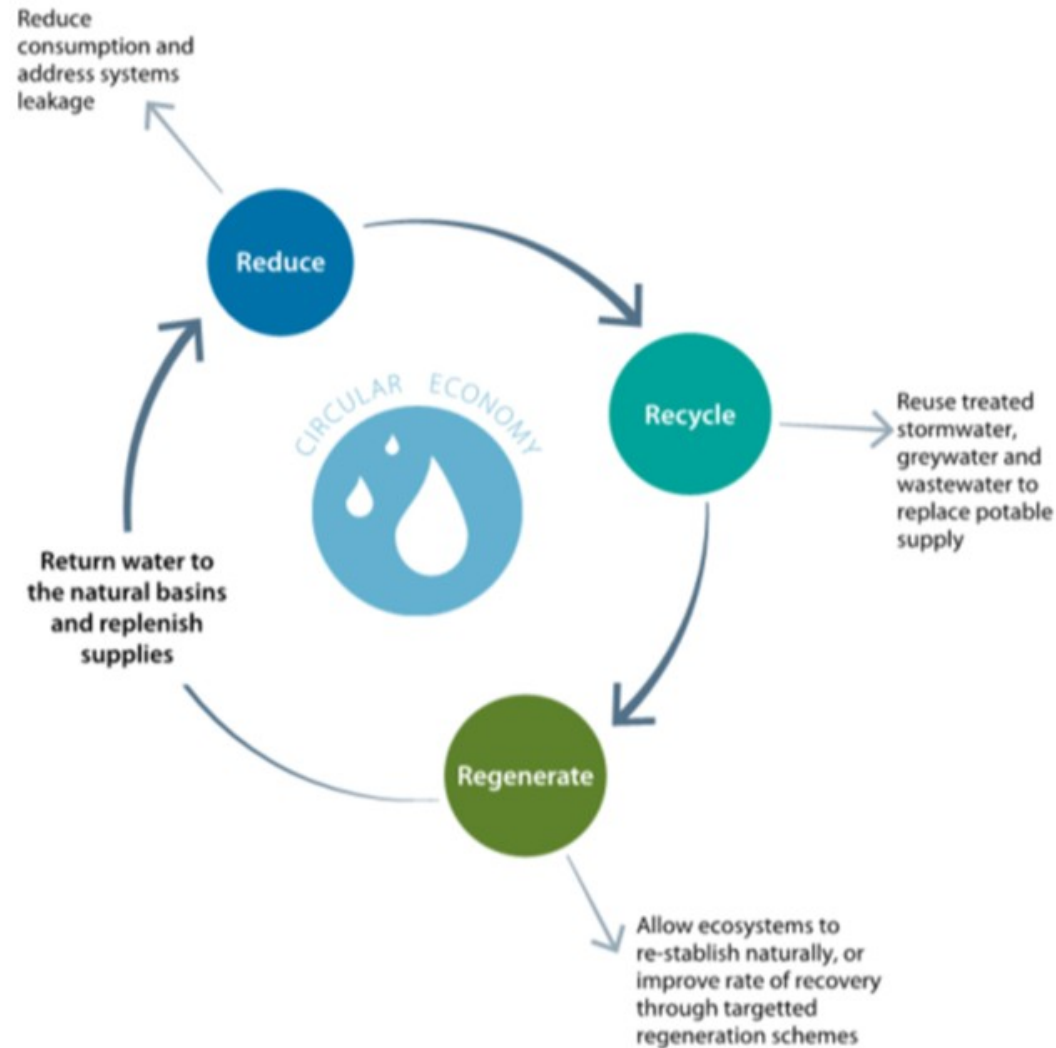 Reduce
consumption and
address systems
leakage
Reduce
CIRCULAR ECONOMY
Recycle
Reuse treated
stormwater,
greywater and
wastewater to
replace potable
supply
Return water to
the natural basins
and replenish
supplies
Regenerate
Allow ecosystems to
re-stablish naturally, or
improve rate of recovery
through targetted
regeneration schemes